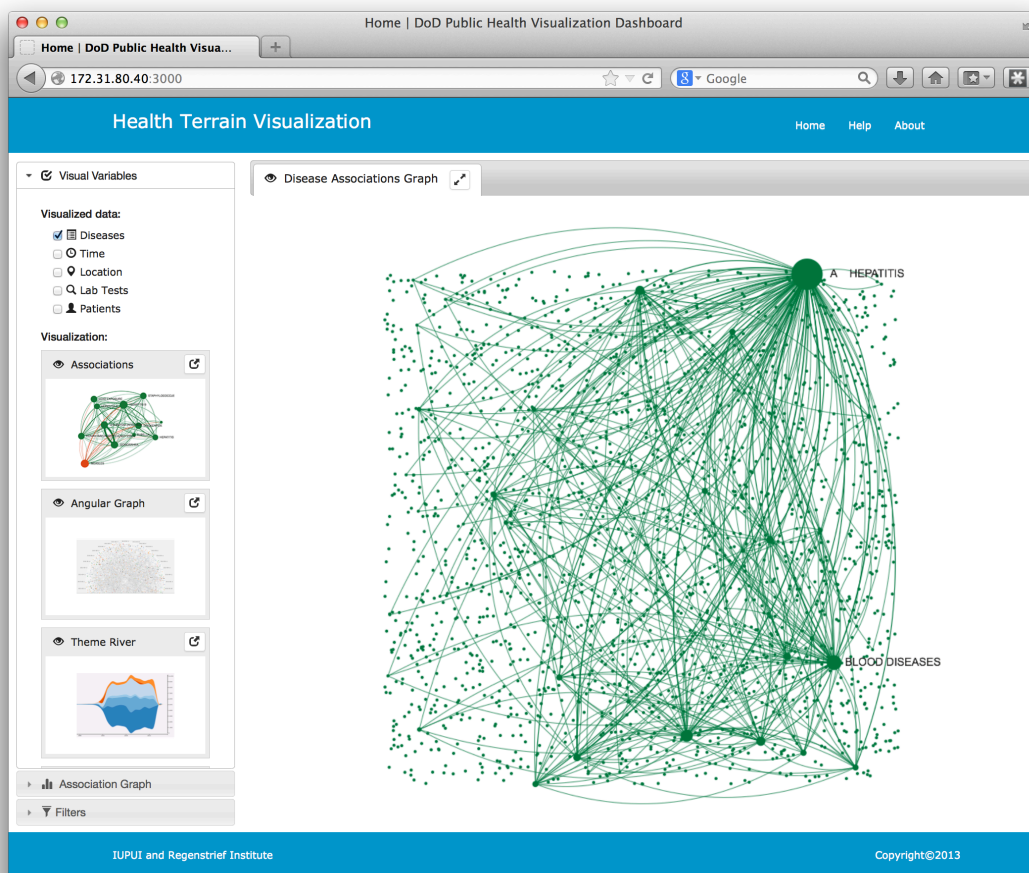 Home | DoD Public Health Visualization Dashboard
Home | DoD Public Health Visua...
172.31.80.40:3000
Google
Health Terrain Visualization
Home Help About
Visual Variables
Disease Associations Graph
Visualized data:
Diseases
Time
Location
Lab Tests
Patients
Visualization:
Associations
Angular Graph
Theme River
A HEPATITIS
BLOOD DISEASES
Association Graph
Filters
IUPUI and Regenstrief Institute
Copyright©2013